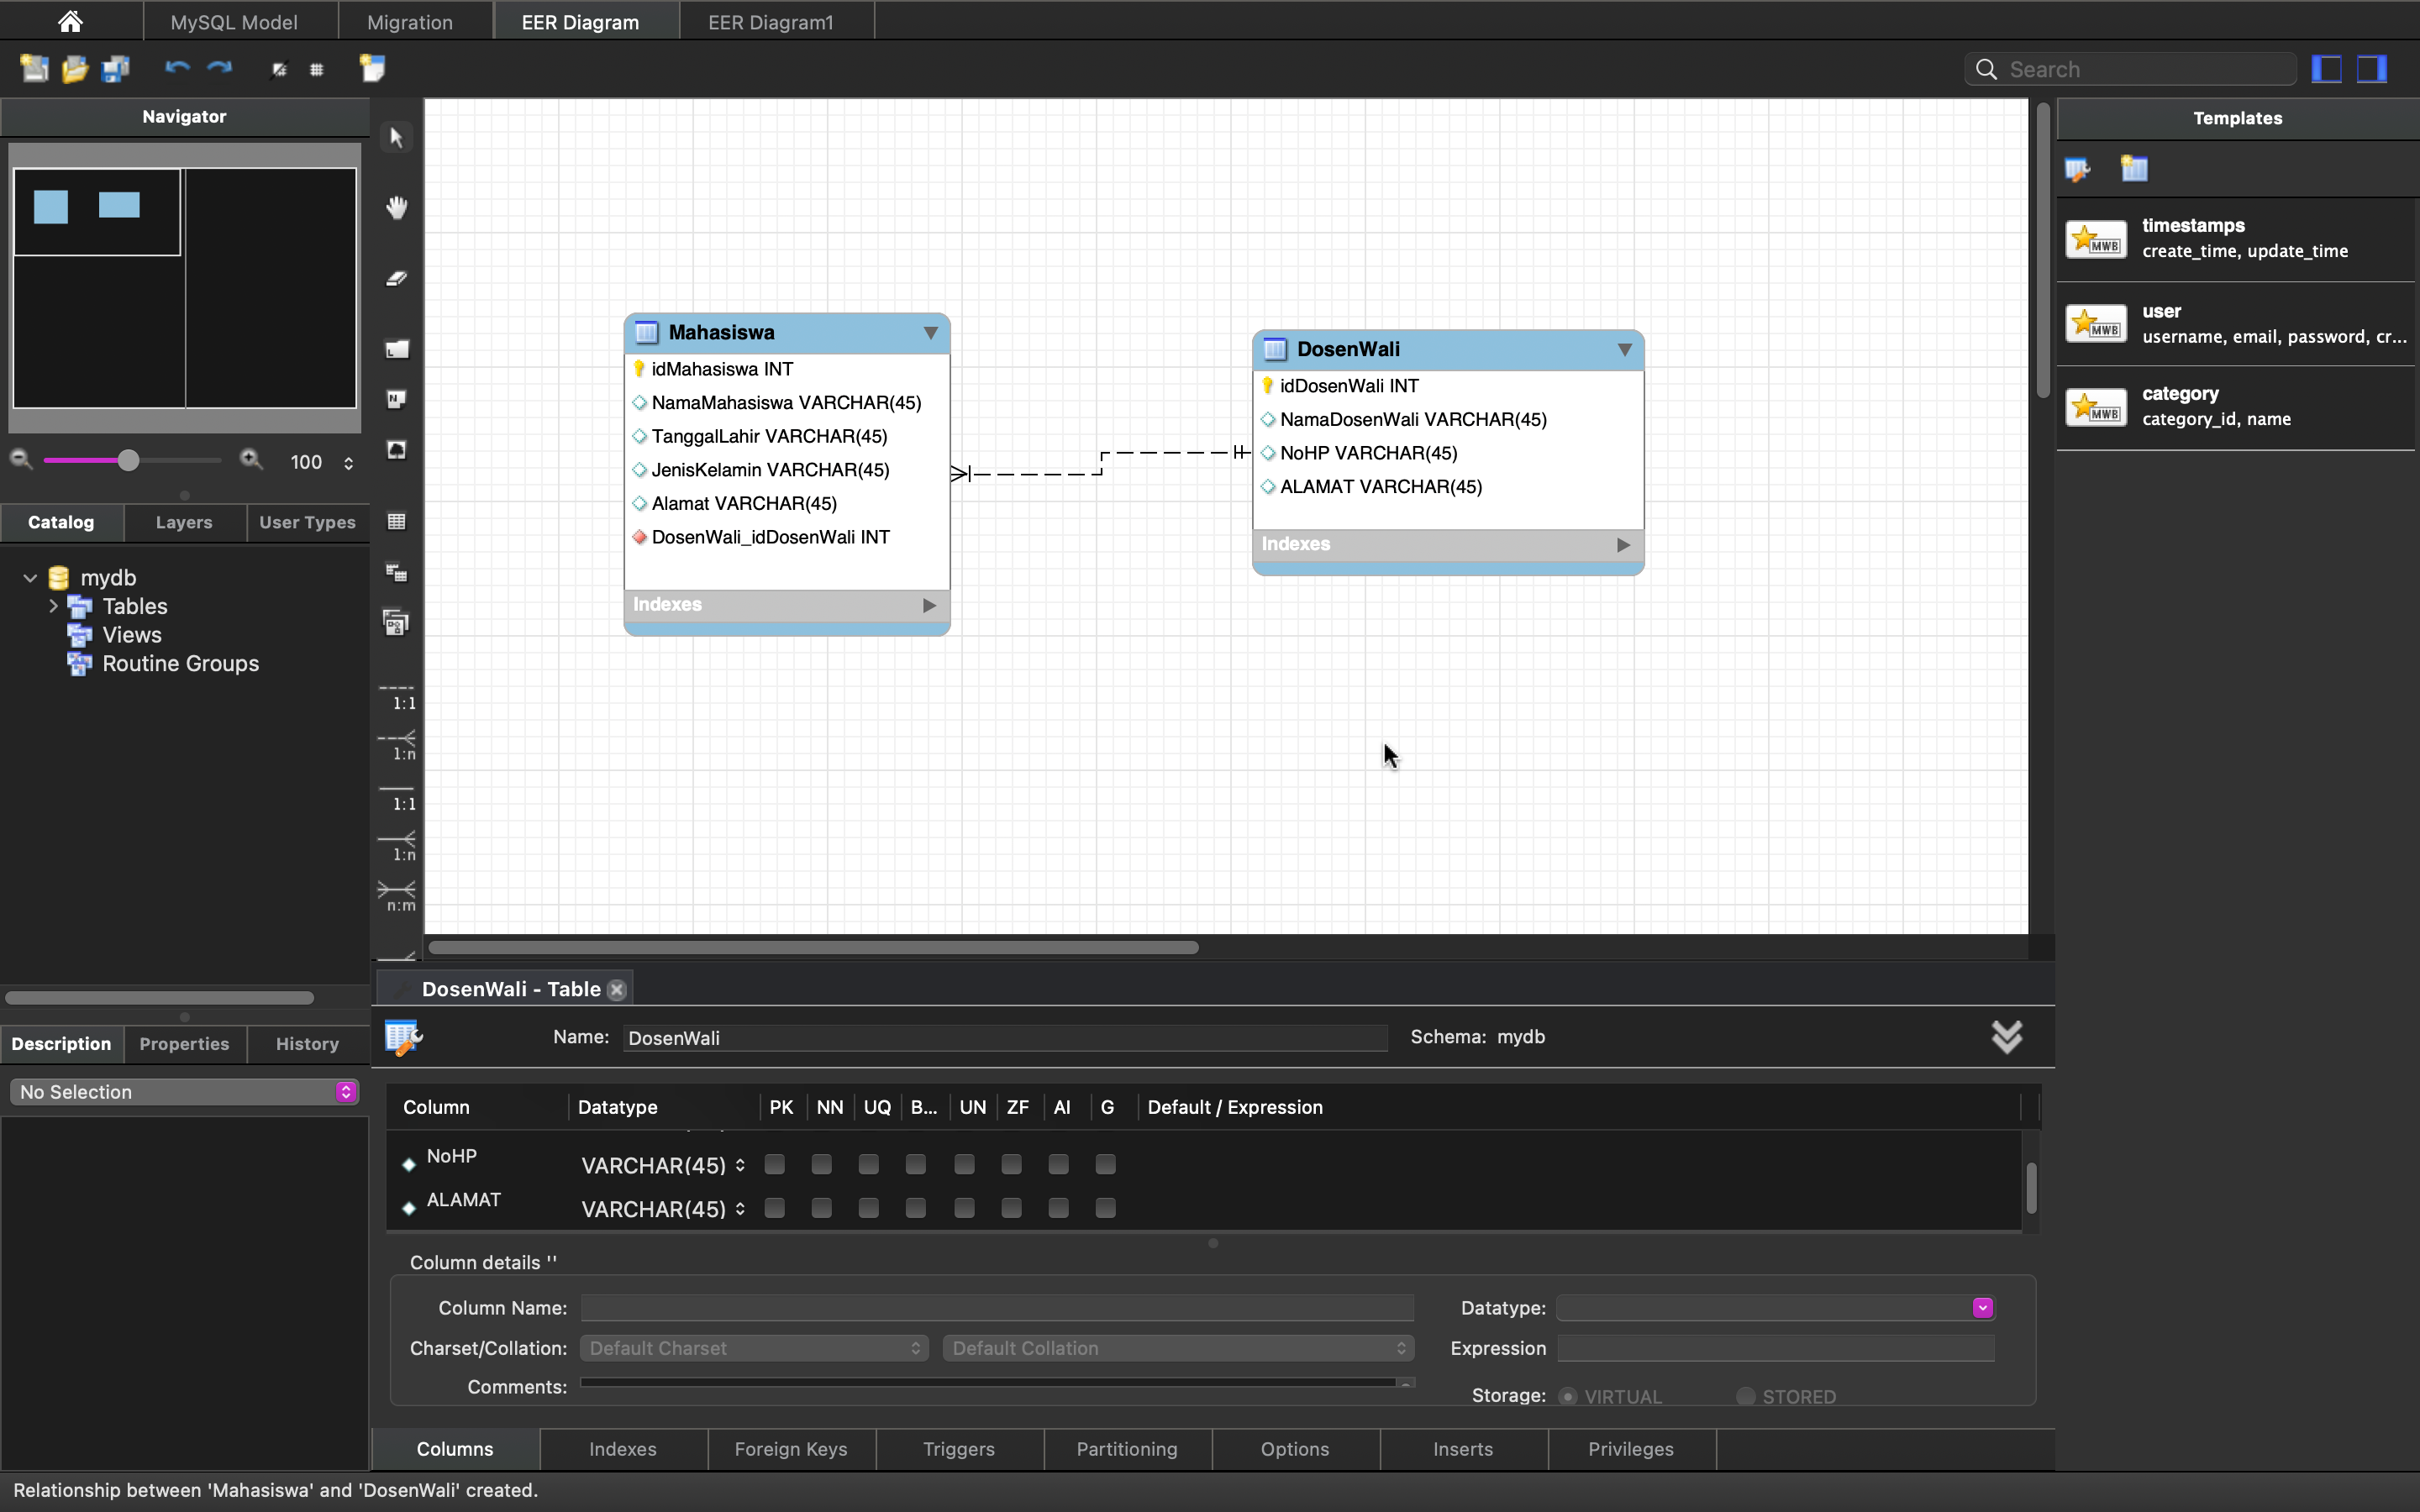 MySQL Model
Migration
EER Diagram
EER Diagram1
Search
Navigator
100
Catalog
Layers
User Types
mydb
Tables
Views
Routine Groups
Description
Properties
History
No Selection
1:1
1:n
1:1
1:n
n:m
Mahasiswa
idMahasiswa INT
NamaMahasiswa VARCHAR(45)
TanggalLahir VARCHAR(45)
JenisKelamin VARCHAR(45)
Alamat VARCHAR(45)
DosenWali_idDosenWali INT
Indexes
DosenWali
idDosenWali INT
NamaDosenWali VARCHAR(45)
NoHP VARCHAR(45)
ALAMAT VARCHAR(45)
Indexes
Templates
MWB
timestamps
create_time, update_time
MWB
user
username, email, password, cr...
MWB
category
category_id, name
DosenWali - Table
Name: DosenWali
Schema: mydb
Column Datatype PK NN UQ B... UN ZF AI G Default / Expression
NoHP VARCHAR(45)
ALAMAT VARCHAR(45)
Column details ''
Column Name:
Datatype:
Charset/Collation: Default Charset Default Collation
Expression
Comments:
Storage: VIRTUAL STORED
Columns
Indexes
Foreign Keys
Triggers
Partitioning
Options
Inserts
Privileges
Relationship between 'Mahasiswa' and 'DosenWali' created.